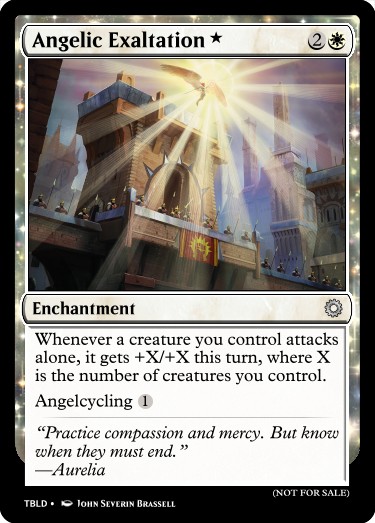 Angelic Exaltation ★ 2
Enchantment
Whenever a creature you control attacks
alone, it gets +X/+X this turn, where X
is the number of creatures you control.
Angelcycling 1
“Practice compassion and mercy. But know
when they must end.”
—Aurelia
(NOT FOR SALE)
TBLD • John Severin Brassell